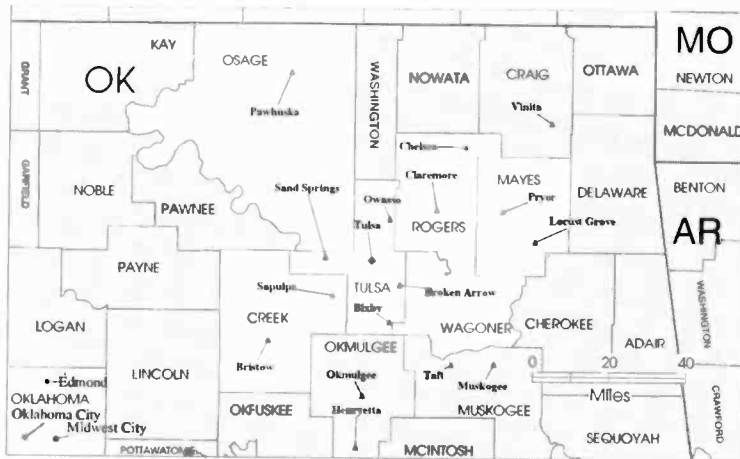 MO
KAY
OSAGE
OK
GRANT
WASHINGTON
NOWATA
CRAIG
OTTAWA
NEWTON
Pawhuska
Vinita
MCDONALD
Chelsea
Claremore
GARFIELD
NOBLE
PAWNEE
Sand Springs
Owasso
MAYES
Pryor
DELAWARE
BENTON
Tulsa
ROGERS
Locust Grove
AR
PAYNE
Sapulpa
TULSA
Broken Arrow
Bixby
WASHINGTON
LOGAN
CREEK
WAGONER
CHEROKEE
ADAIR
LINCOLN
Bristow
OKMULGEE
Okmulgee
Taft
Muskogee
0 20 40
Miles
Edmond
OKLAHOMA
Oklahoma City
Midwest City
OKFUSKEE
Henryetta
MUSKOGEE
CRAWFORD
POTTAWATOMIE
MCINTOSH
SEQUOYAH